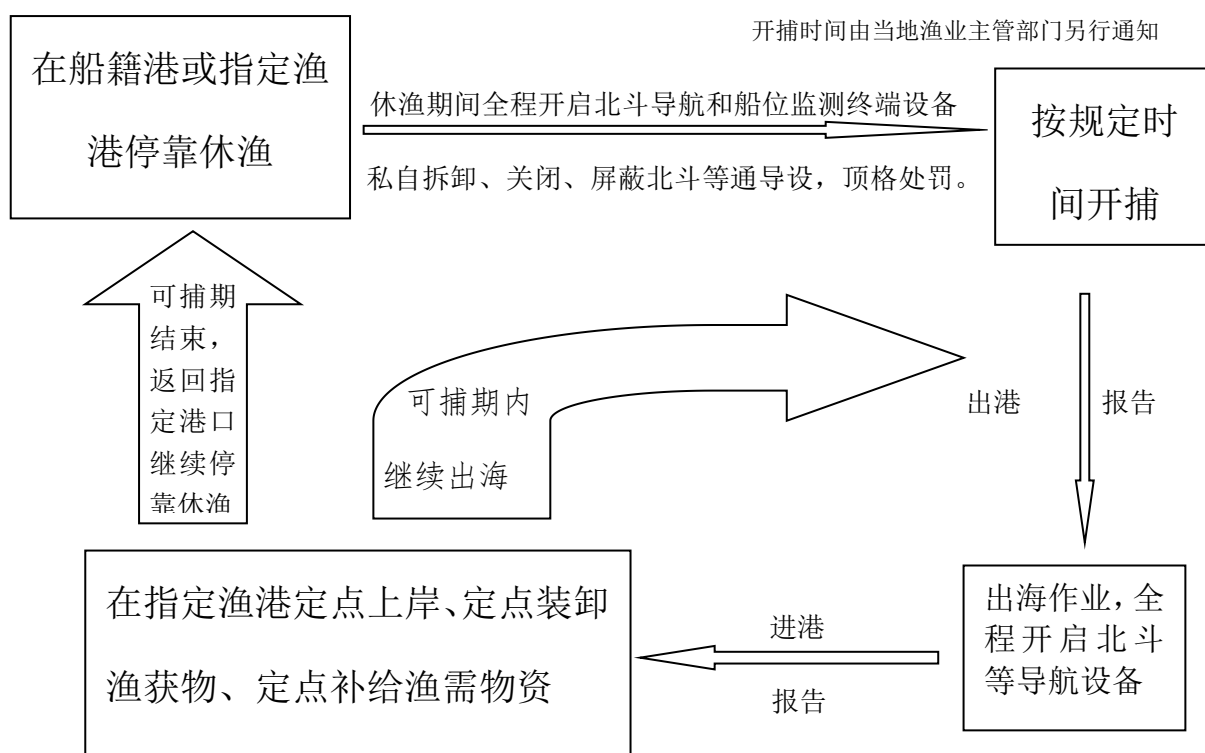 开捕时间由当地渔业主管部门另行通知
在船籍港或指定渔
港停靠休渔
休渔期间全程开启北斗导航和船位监测终端设备
私自拆卸、关闭、屏蔽北斗等通导设，顶格处罚。
按规定时
间开捕
可捕期
结束，
返回指
定港口
继续停
靠休渔
可捕期内
继续出海
出港
报告
在指定渔港定点上岸、定点装卸
渔获物、定点补给渔需物资
进港
报告
出海作业，全
程开启北斗
等导航设备